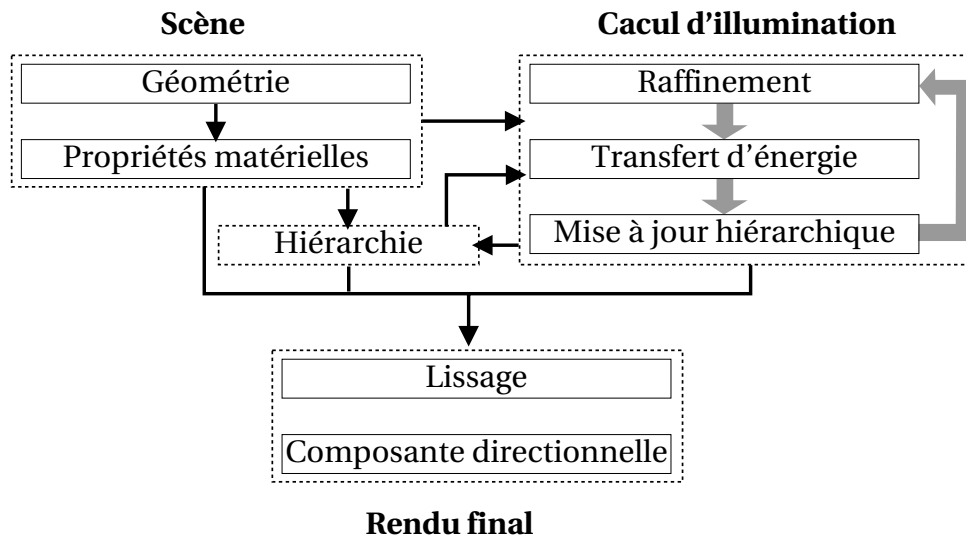 Scène
Cacul d'illumination
Géométrie
Propriétés matérielles
Raffinement
Transfert d'énergie
Mise à jour hiérarchique
Hiérarchie
Lissage
Composante directionnelle
Rendu final